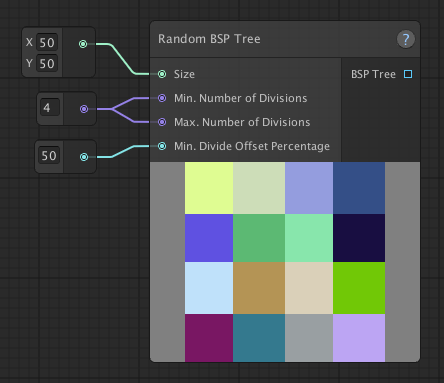 Random BSP Tree
?
X 50
Y 50
Size
BSP Tree
Min. Number of Divisions
4
Max. Number of Divisions
50
Min. Divide Offset Percentage